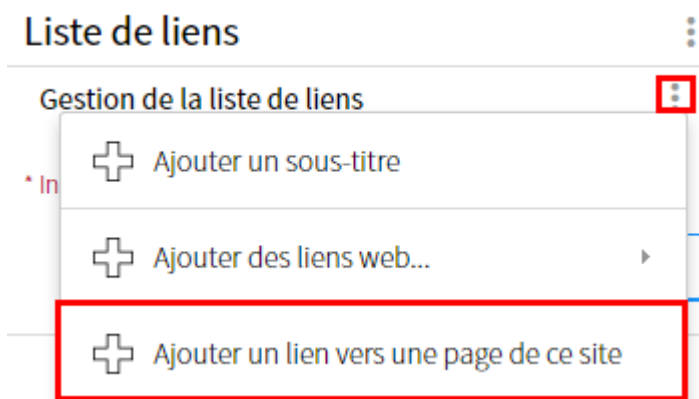 Liste de liens
Gestion de la liste de liens
Ajouter un sous-titre
* In
Ajouter des liens web...
Ajouter un lien vers une page de ce site